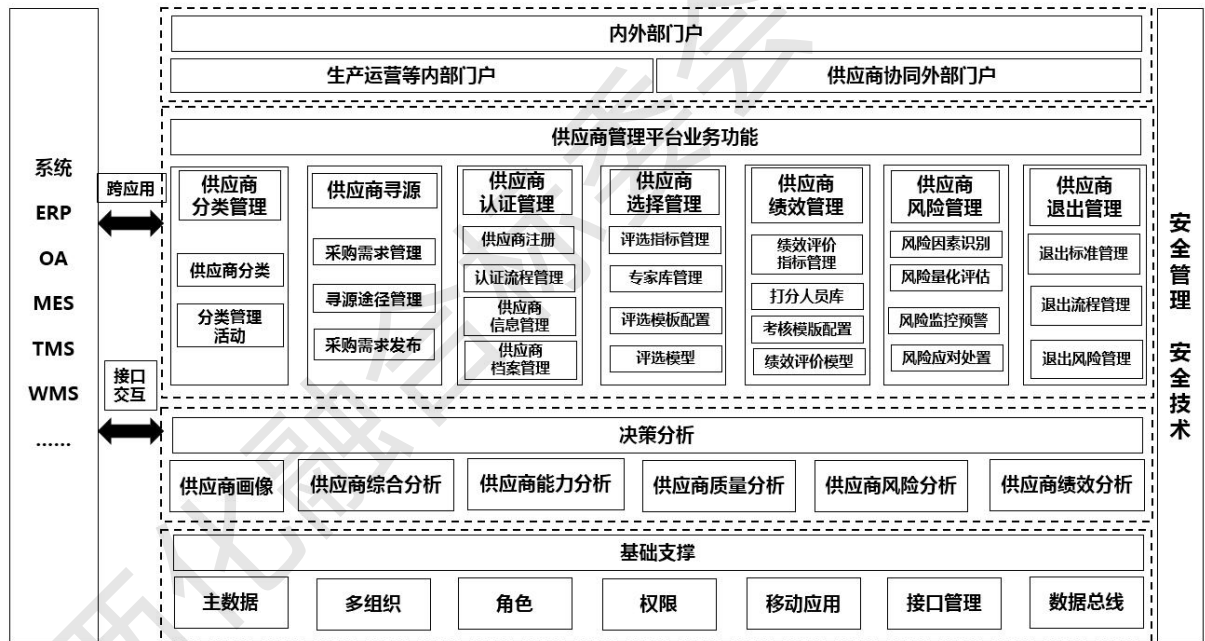 内外部门户
生产运营等内部门户
供应商协同外部门户
供应商管理平台业务功能
系统
ERP
OA
MES
TMS
WMS
......
跨应用
接口
交互
供应商
分类管理
供应商分类
分类管理
活动
供应商寻源
采购需求管理
寻源途径管理
采购需求发布
供应商
认证管理
供应商注册
认证流程管理
供应商
信息管理
供应商
档案管理
供应商
选择管理
评选指标管理
专家库管理
评选模板配置
评选模型
供应商
绩效管理
绩效评价
指标管理
打分人员库
考核模版配置
绩效评价模型
供应商
风险管理
风险因素识别
风险量化评估
风险监控预警
风险应对处置
供应商
退出管理
退出标准管理
退出流程管理
退出风险管理
决策分析
供应商画像
供应商综合分析
供应商能力分析
供应商质量分析
供应商风险分析
供应商绩效分析
基础支撑
主数据
多组织
角色
权限
移动应用
接口管理
数据总线
安全管理
安全技术
两化融合标委会